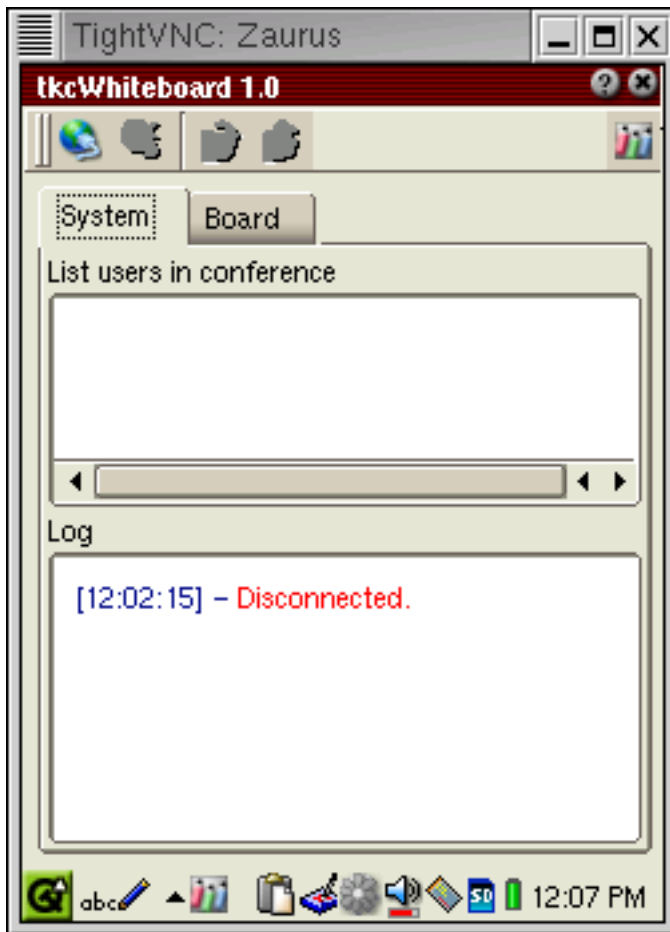 TightVNC: Zaurus
tkcWhiteboard 1.0
System Board
List users in conference
Log
[12:02:15] – Disconnected.
abc SD 12:07 PM